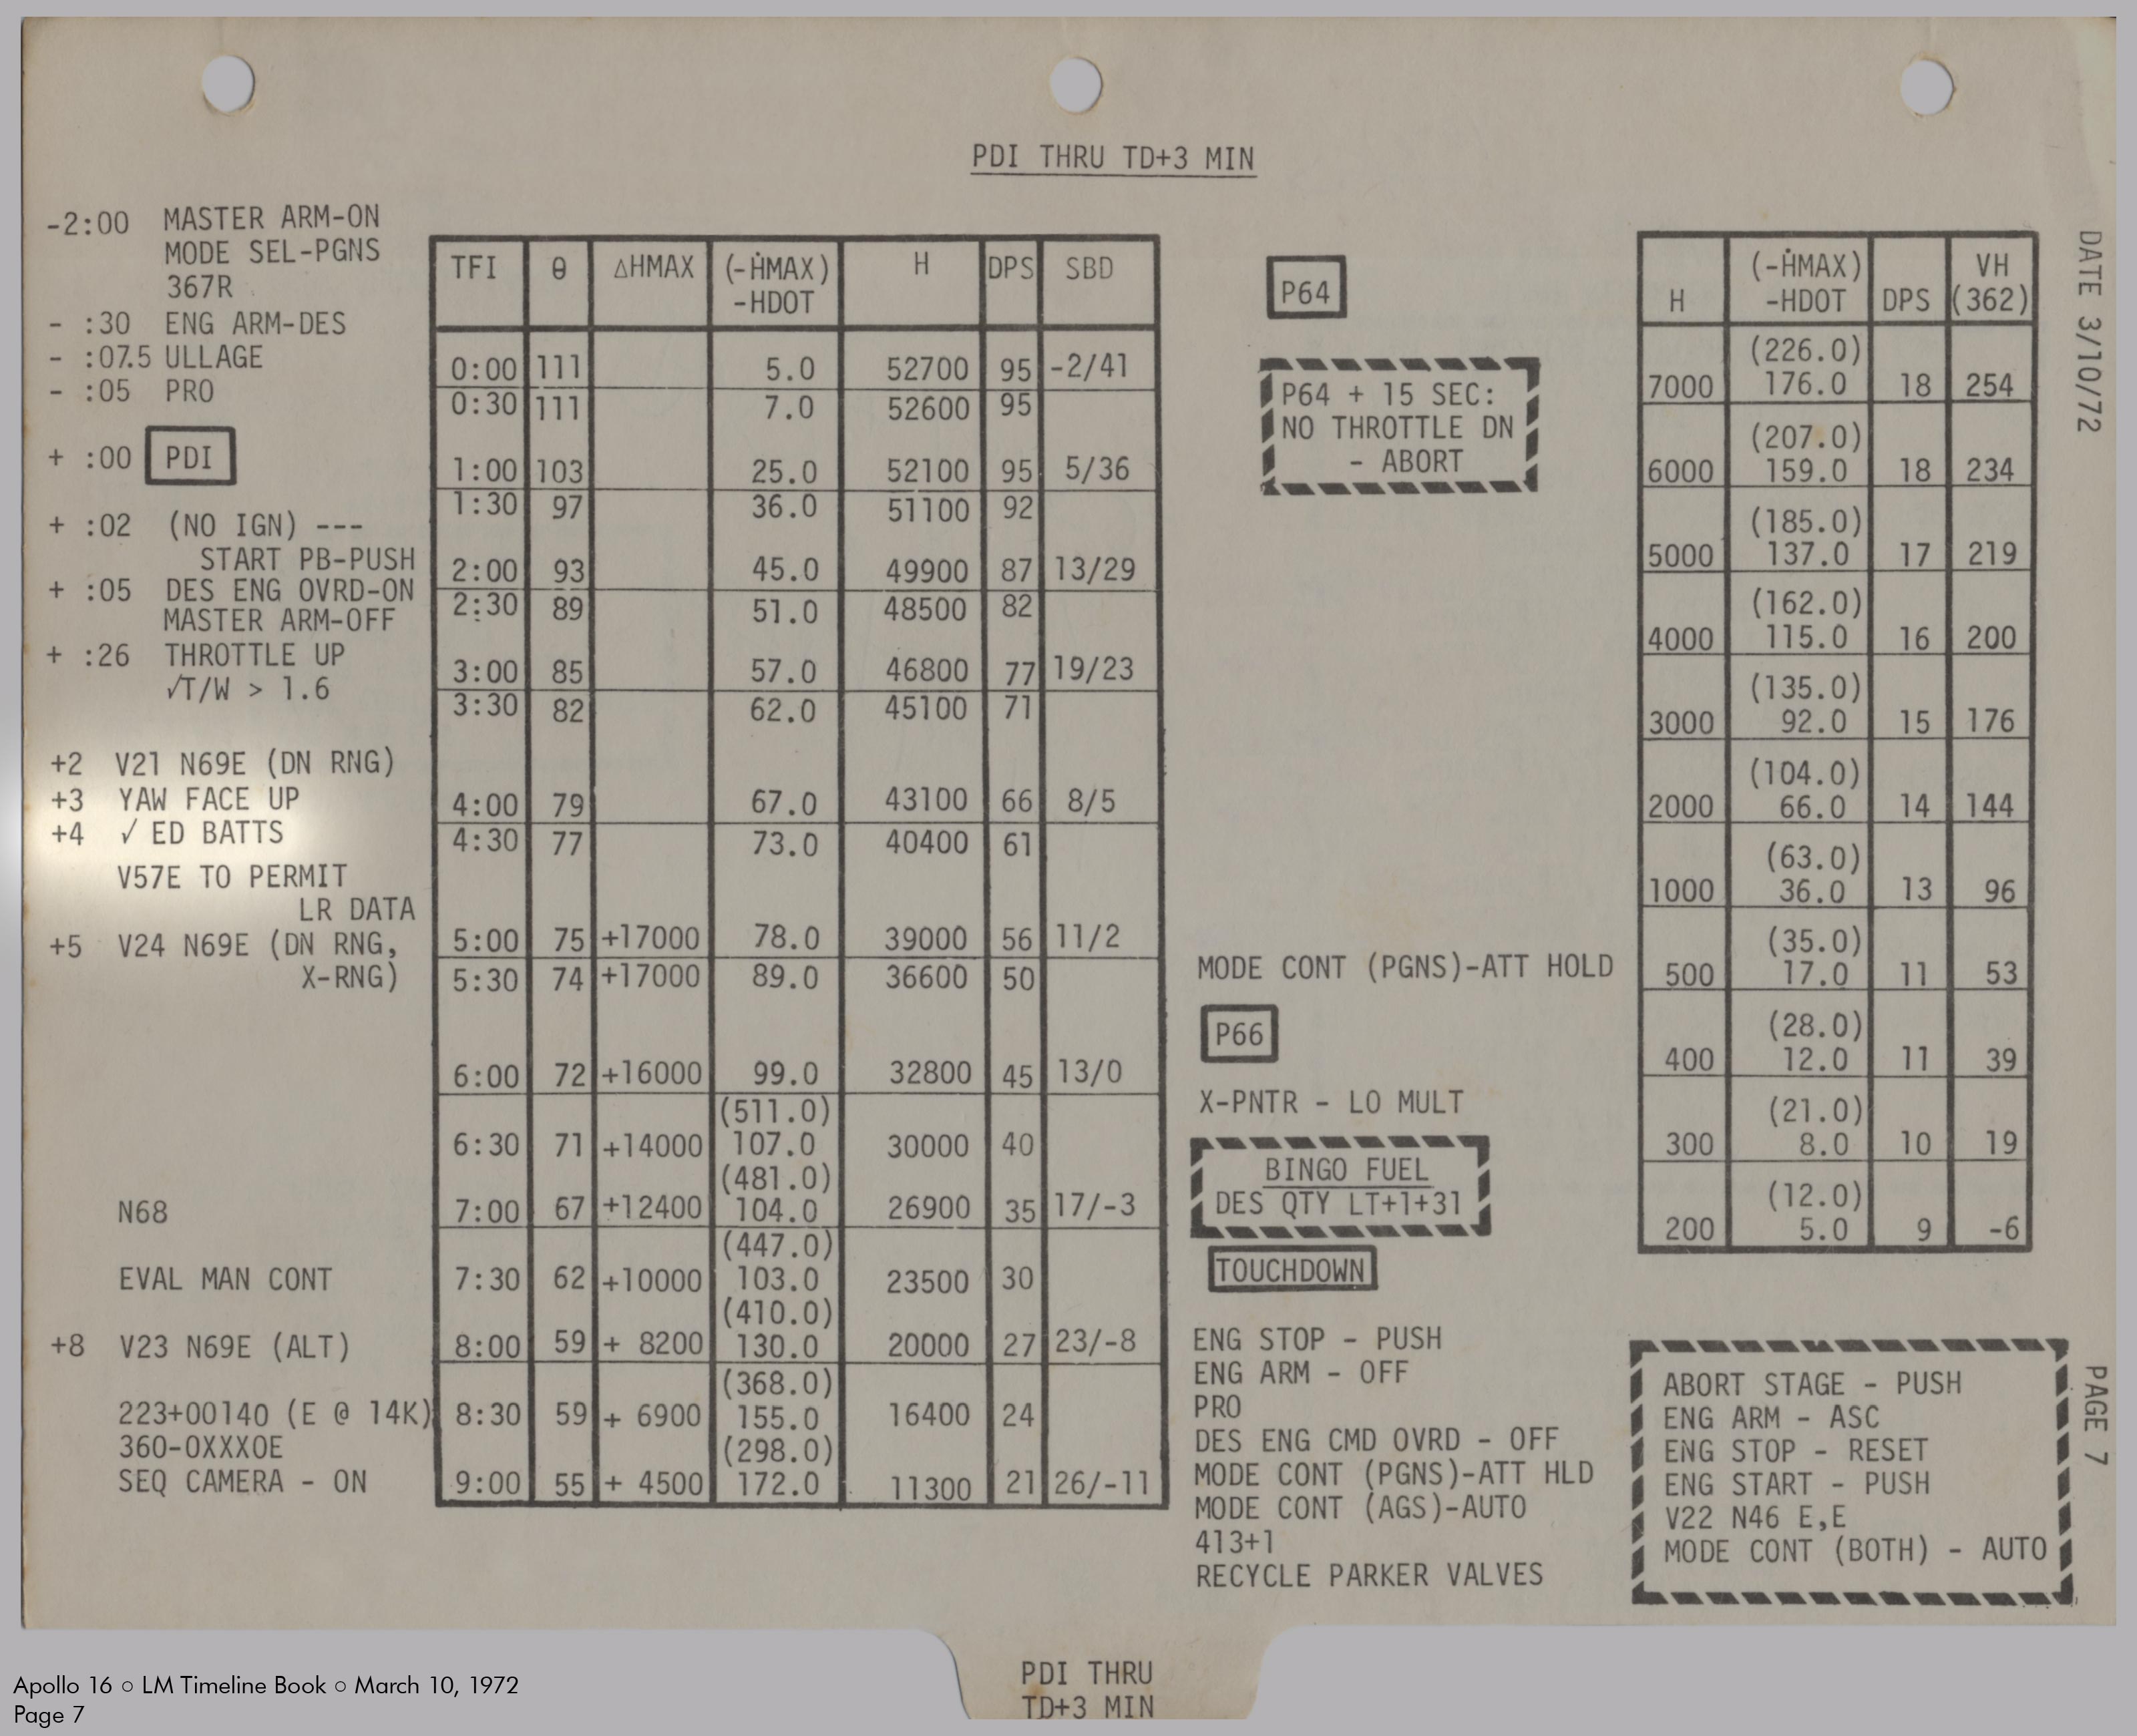 PDI THRU TD+3 MIN
-2:00 MASTER ARM-ON
MODE SEL-PGNS
367R
- :30 ENG ARM-DES
- :07.5 ULLAGE
- :05 PRO
+ :00 PDI
+ :02 (NO IGN) ---
START PB-PUSH
+ :05 DES ENG OVRD-ON
MASTER ARM-OFF
+ :26 THROTTLE UP
√T/W > 1.6
+2 V21 N69E (DN RNG)
+3 YAW FACE UP
+4 √ ED BATTS
V57E TO PERMIT
LR DATA
+5 V24 N69E (DN RNG,
X-RNG)
N68
EVAL MAN CONT
+8 V23 N69E (ALT)
223+00140 (E @ 14K)
360-0XXX0E
SEQ CAMERA - ON
TFI θ ΔHMAX (-ḢMAX) H DPS SBD
-HDOT
0:00 111 5.0 52700 95 -2/41
0:30 111 7.0 52600 95
1:00 103 25.0 52100 95 5/36
1:30 97 36.0 51100 92
2:00 93 45.0 49900 87 13/29
2:30 89 51.0 48500 82
3:00 85 57.0 46800 77 19/23
3:30 82 62.0 45100 71
4:00 79 67.0 43100 66 8/5
4:30 77 73.0 40400 61
5:00 75 +17000 78.0 39000 56 11/2
5:30 74 +17000 89.0 36600 50
6:00 72 +16000 99.0 32800 45 13/0
(511.0)
6:30 71 +14000 107.0 30000 40
(481.0)
7:00 67 +12400 104.0 26900 35 17/-3
(447.0)
7:30 62 +10000 103.0 23500 30
(410.0)
8:00 59 + 8200 130.0 20000 27 23/-8
(368.0)
8:30 59 + 6900 155.0 16400 24
(298.0)
9:00 55 + 4500 172.0 11300 21 26/-11
P64
P64 + 15 SEC:
NO THROTTLE DN
- ABORT
MODE CONT (PGNS)-ATT HOLD
P66
X-PNTR - LO MULT
BINGO FUEL
DES QTY LT+1+31
TOUCHDOWN
ENG STOP - PUSH
ENG ARM - OFF
PRO
DES ENG CMD OVRD - OFF
MODE CONT (PGNS)-ATT HLD
MODE CONT (AGS)-AUTO
413+1
RECYCLE PARKER VALVES
(-ḢMAX) VH
H -HDOT DPS (362)
(226.0)
7000 176.0 18 254
(207.0)
6000 159.0 18 234
(185.0)
5000 137.0 17 219
(162.0)
4000 115.0 16 200
(135.0)
3000 92.0 15 176
(104.0)
2000 66.0 14 144
(63.0)
1000 36.0 13 96
(35.0)
500 17.0 11 53
(28.0)
400 12.0 11 39
(21.0)
300 8.0 10 19
(12.0)
200 5.0 9 -6
ABORT STAGE - PUSH
ENG ARM - ASC
ENG STOP - RESET
ENG START - PUSH
V22 N46 E,E
MODE CONT (BOTH) - AUTO
DATE 3/10/72
PAGE 7
PDI THRU
TD+3 MIN
Apollo 16 ○ LM Timeline Book ○ March 10, 1972
Page 7